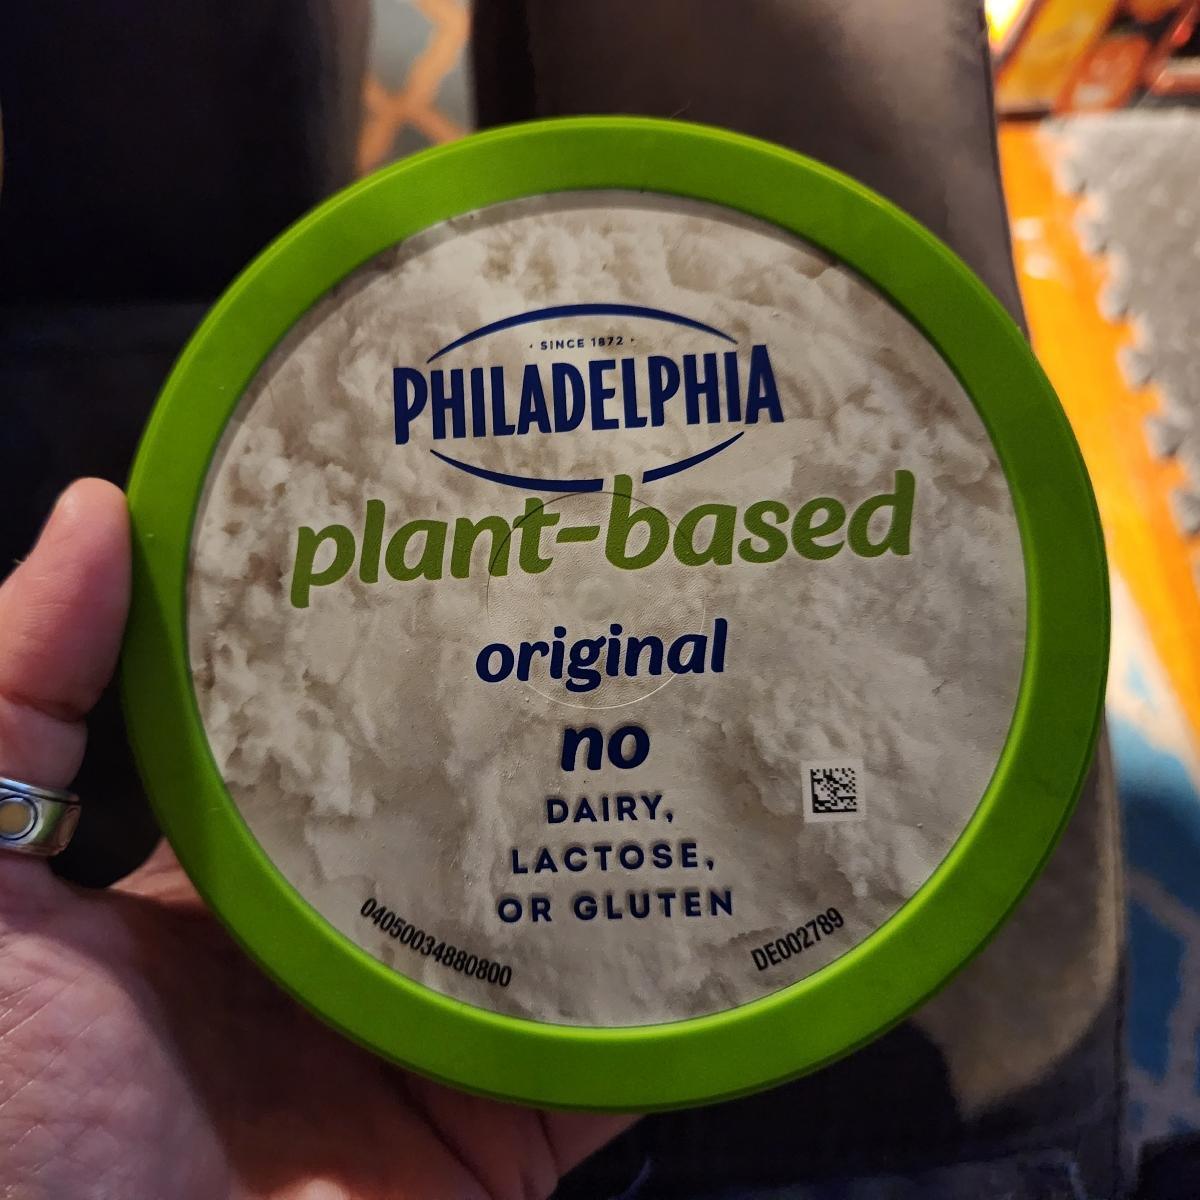 · SINCE 1872 ·
PHILADELPHIA
plant-based
original
no
DAIRY,
LACTOSE,
OR GLUTEN
04050034880800
DE002789